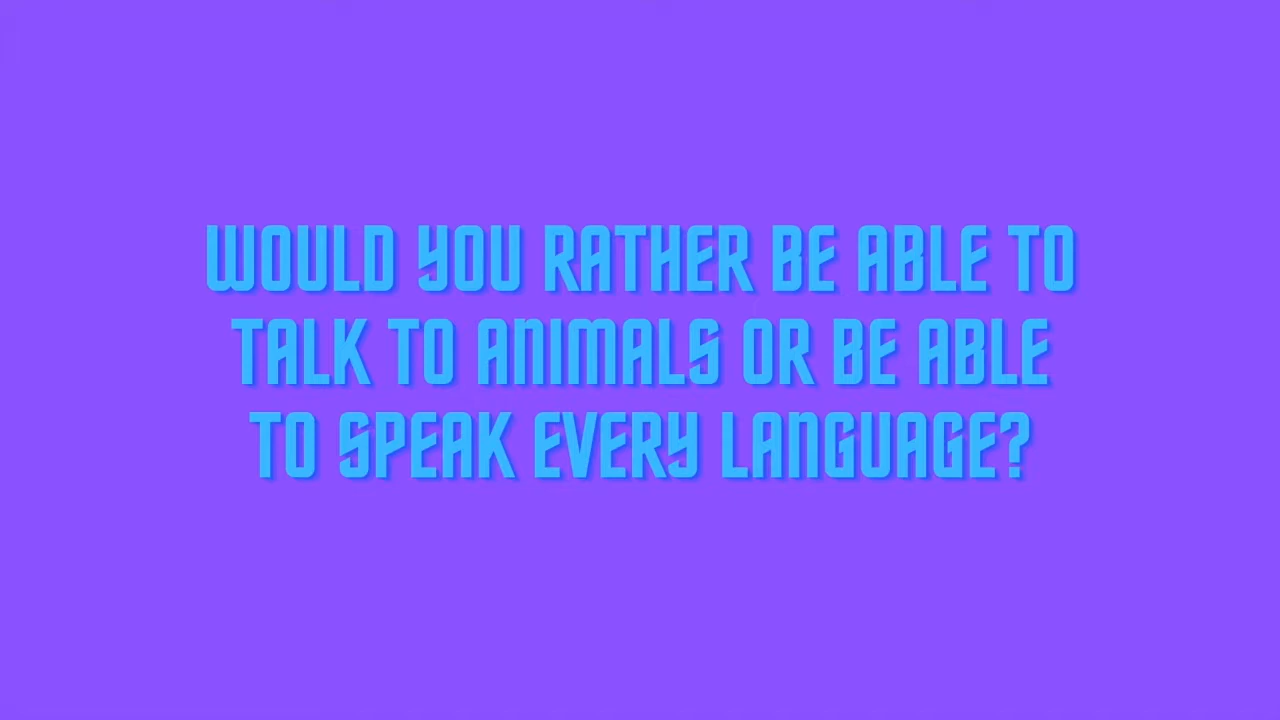 WOULD YOU RATHER BE ABLE TO
TALK TO ANIMALS OR BE ABLE
TO SPEAK EVERY LANGUAGE?